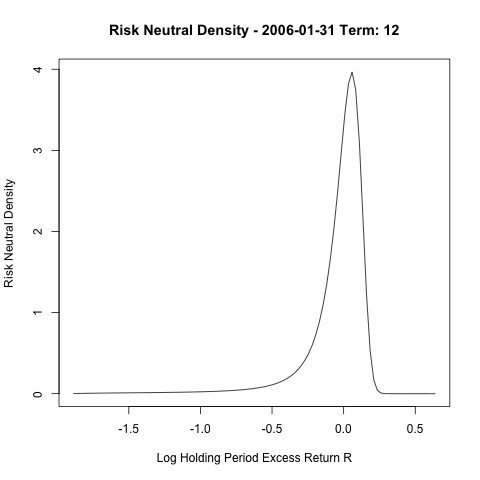 Risk Neutral Density - 2006-01-31 Term: 12
Risk Neutral Density
4
3
2
1
0
-1.5 -1.0 -0.5 0.0 0.5
Log Holding Period Excess Return R